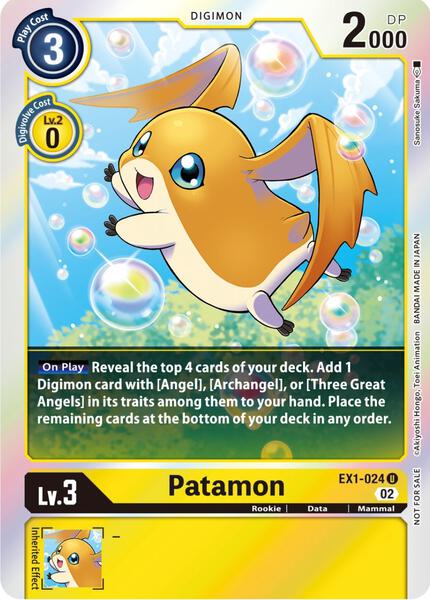 DIGIMON
Play Cost
3
DP
2000
Digivolve Cost
Lv.2
0
Sanosuke Sakuma
©Akiyoshi Hongo, Toei Animation BANDAI MADE IN JAPAN
NOT FOR SALE
On Play Reveal the top 4 cards of your deck. Add 1
Digimon card with [Angel], [Archangel], or [Three Great
Angels] in its traits among them to your hand. Place the
remaining cards at the bottom of your deck in any order.
Lv.3
Patamon
EX1-024 U
02
Rookie | Data | Mammal
Inherited Effect
–